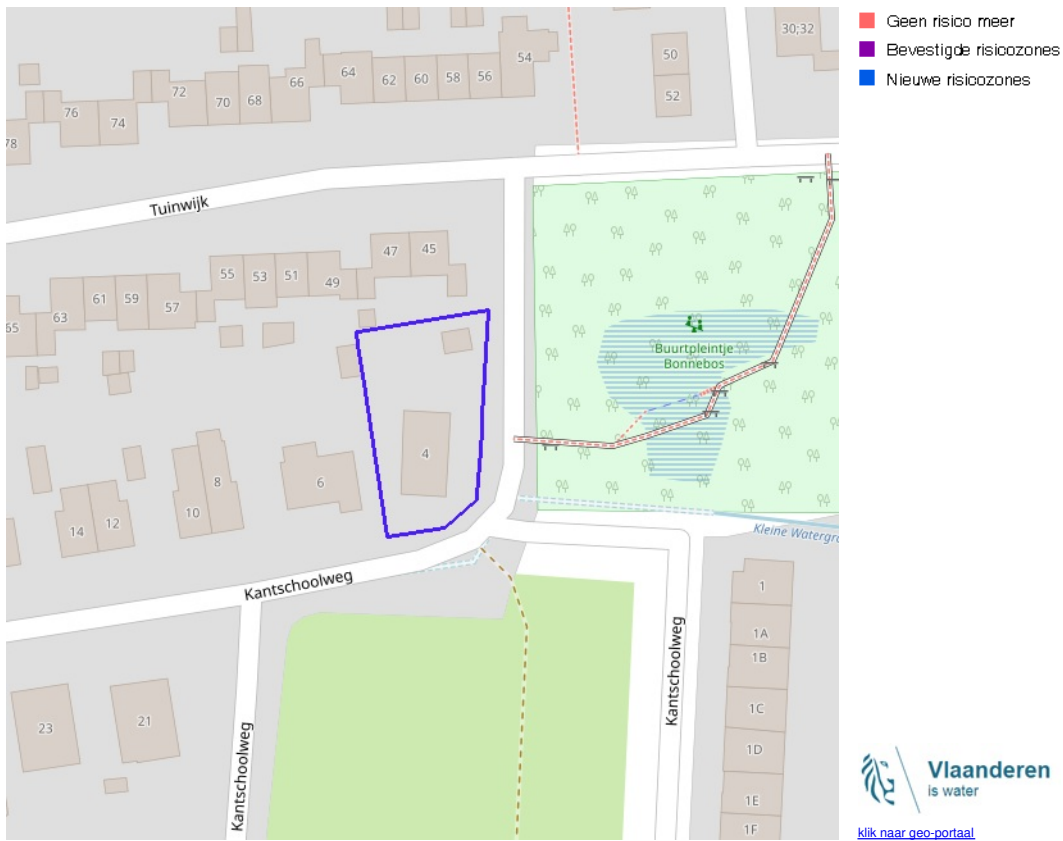 Geen risico meer
Bevestigde risicozones
Nieuwe risicozones
30;32
54
50
64
62
60
58
56
66
72
70
68
52
76
74
78
Tuinwijk
47
45
55
53
51
49
61
59
57
63
65
Buurtpleintje
Bonnebos
4
8
6
10
14
12
Kleine Watergra
Kantschoolweg
1
1A
1B
Kantschoolweg
1C
23
21
1D
Kantschoolweg
1E
1F
Vlaanderen
is water
klik naar geo-portaal